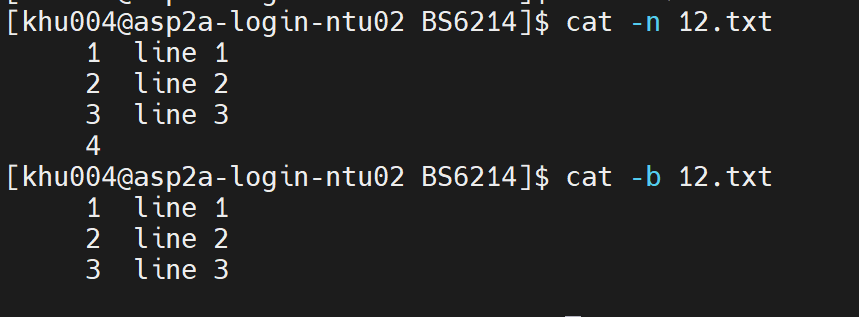 [khu004@asp2a-login-ntu02 BS6214]$ cat -n 12.txt
     1  line 1
     2  line 2
     3  line 3
     4
[khu004@asp2a-login-ntu02 BS6214]$ cat -b 12.txt
     1  line 1
     2  line 2
     3  line 3